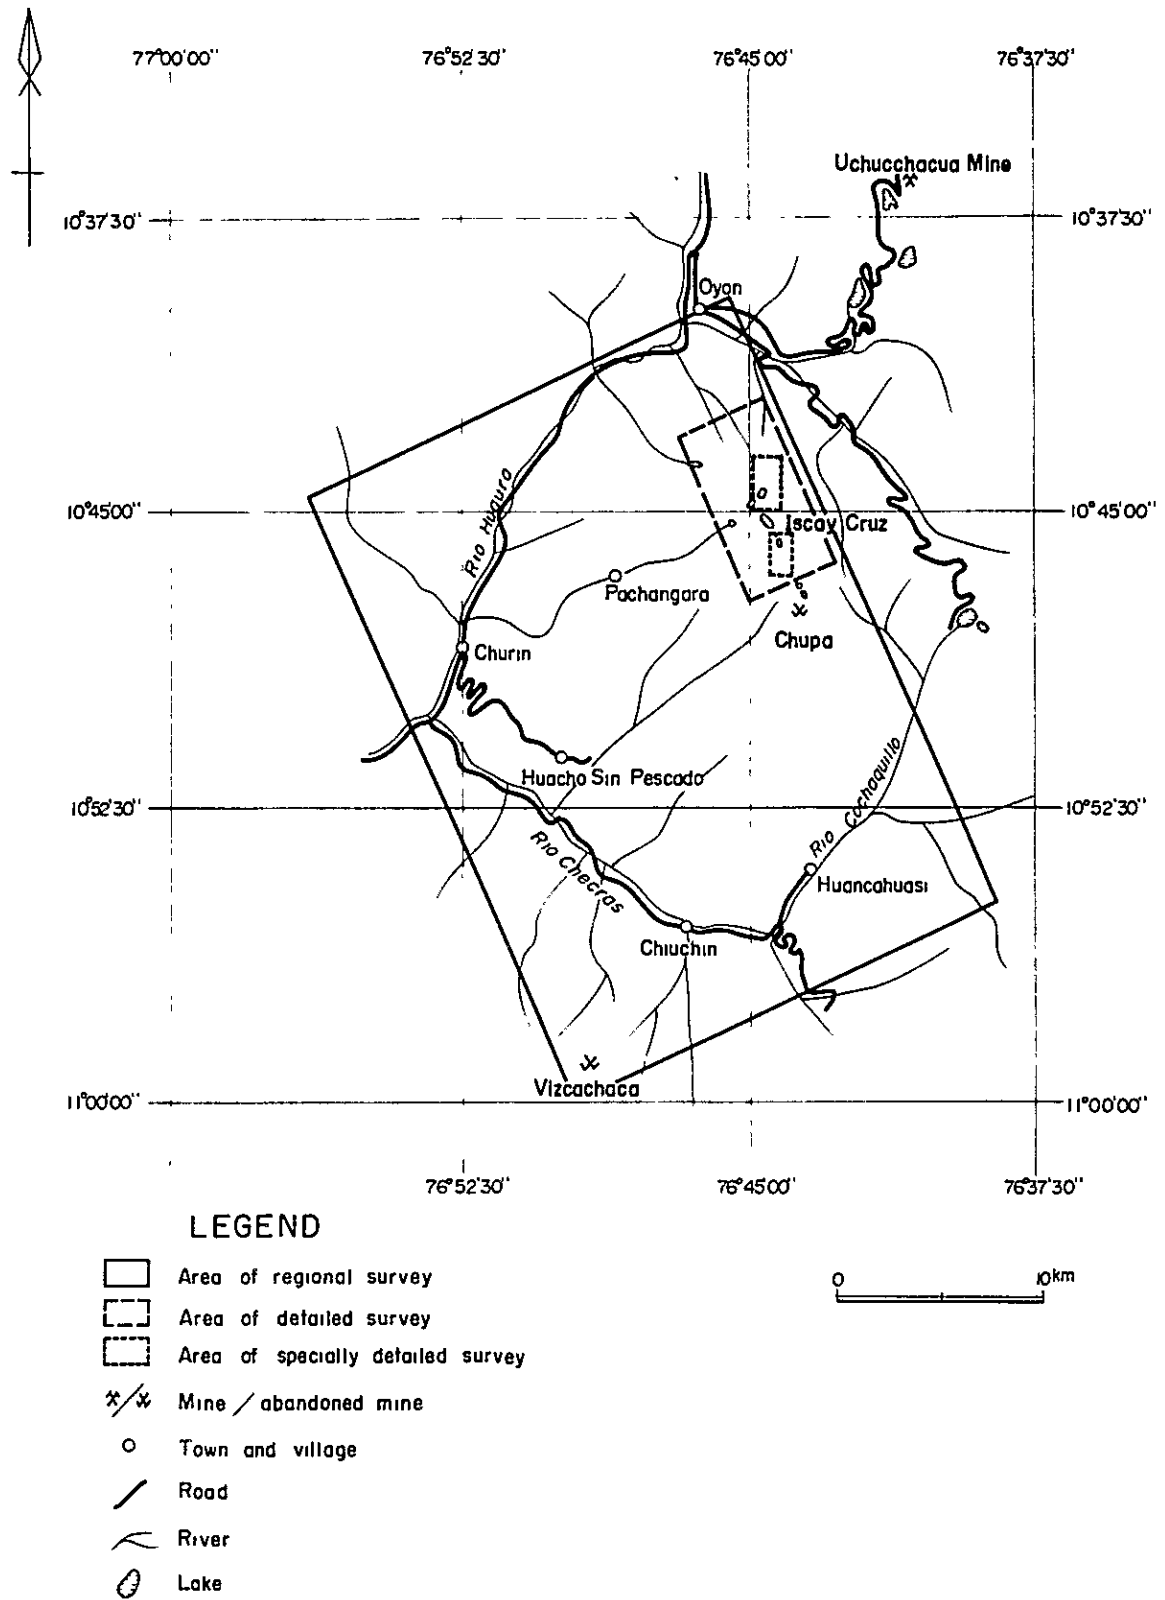 77°00'00" 76°52'30" 76°45'00" 76°37'30"
Uchucchacua Mine
10°37'30" 10°37'30"
Oyon
Rio Huaura
10°45'00" 10°45'00"
Iscay Cruz
Pachangara
Chupa
Churin
Huacho Sin Pescado
Rio Cochaquillo
10°52'30" 10°52'30"
Rio Checras
Huancahuasi
Chiuchin
Vizcachaca
11°00'00" 11°00'00"
76°52'30" 76°45'00" 76°37'30"
LEGEND
Area of regional survey
0 10km
Area of detailed survey
Area of specially detailed survey
Mine / abandoned mine
Town and village
Road
River
Lake